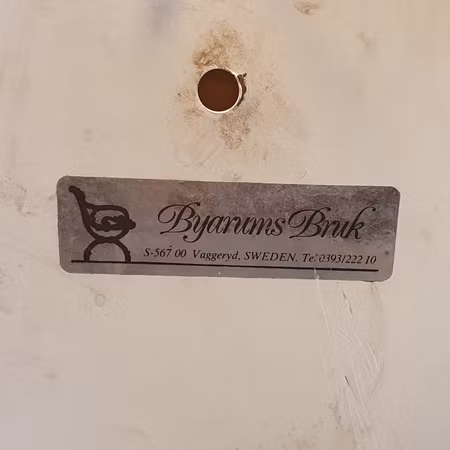 Byarums Bruk
S-567 00 Vaggeryd, SWEDEN, Tel 0393/222 10